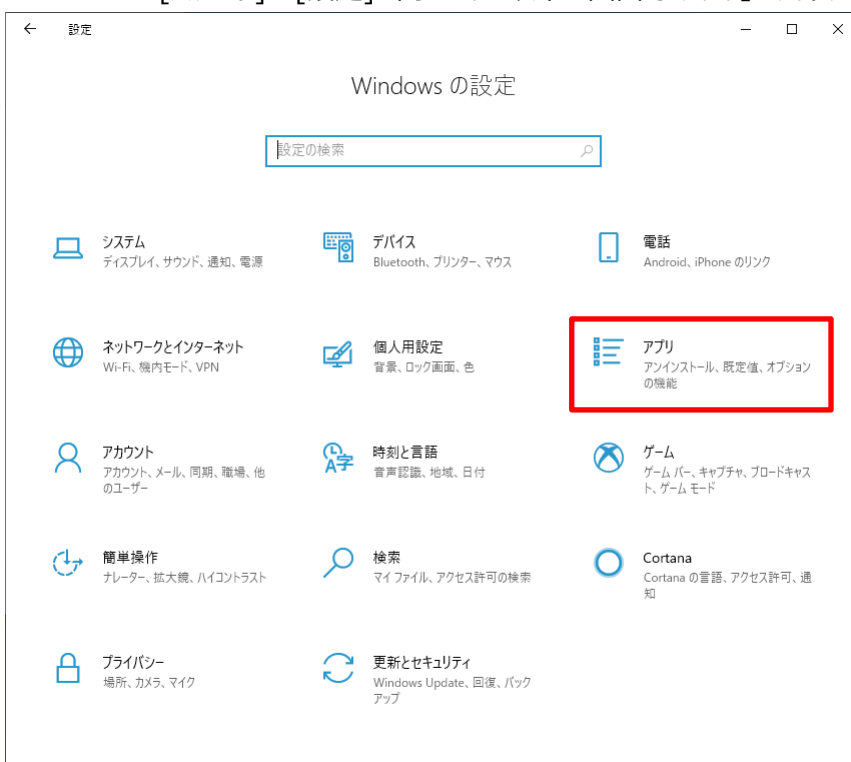 設定
Windows の設定
設定の検索
システム
ディスプレイ、サウンド、通知、電源
デバイス
Bluetooth、プリンター、マウス
電話
Android、iPhone のリンク
ネットワークとインターネット
Wi-Fi、機内モード、VPN
個人用設定
背景、ロック画面、色
アプリ
アンインストール、既定値、オプション
の機能
アカウント
アカウント、メール、同期、職場、他
のユーザー
時刻と言語
音声認識、地域、日付
ゲーム
ゲーム バー、キャプチャ、ブロードキャス
ト、ゲーム モード
簡単操作
ナレーター、拡大鏡、ハイコントラスト
検索
マイ ファイル、アクセス許可の検索
Cortana
Cortana の言語、アクセス許可、通
知
プライバシー
場所、カメラ、マイク
更新とセキュリティ
Windows Update、回復、バック
アップ